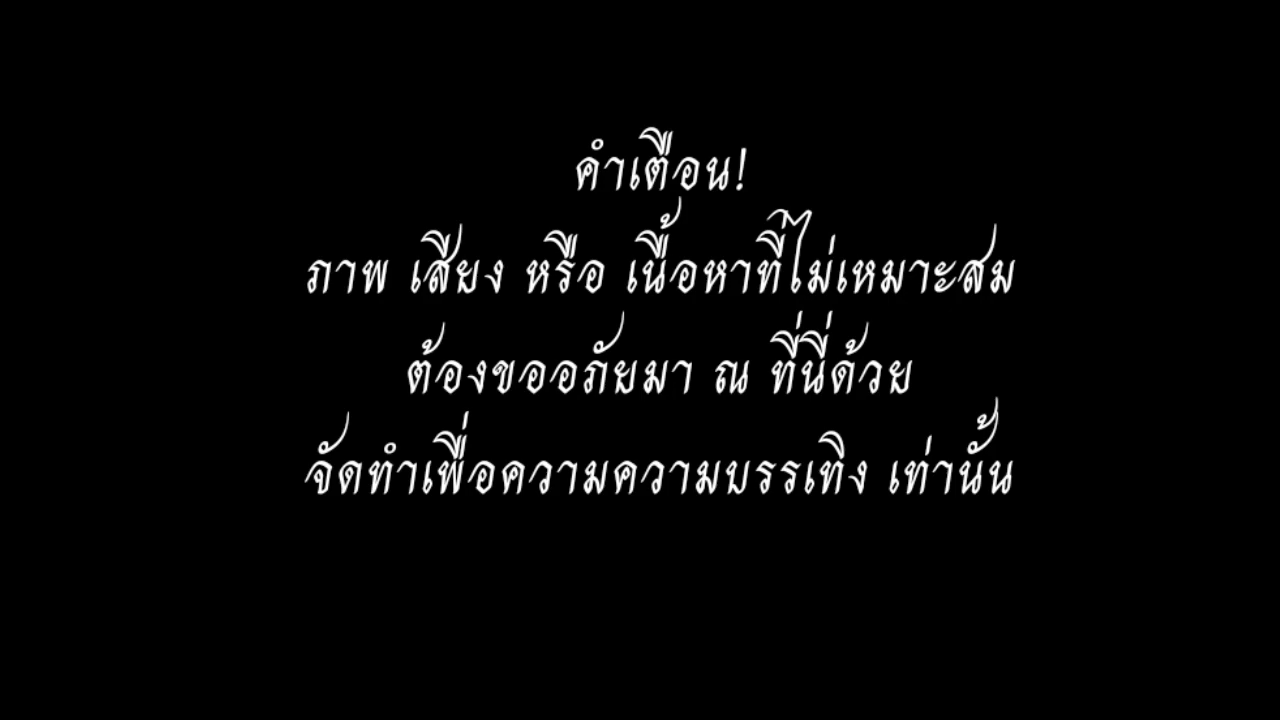 คำเตือน!
ภาพ เสียง หรือ เนื้อหาที่ไม่เหมาะสม
ต้องขออภัยมา ณ ที่นี่ด้วย
จัดทำเพื่อความความบรรเทิง เท่านั้น